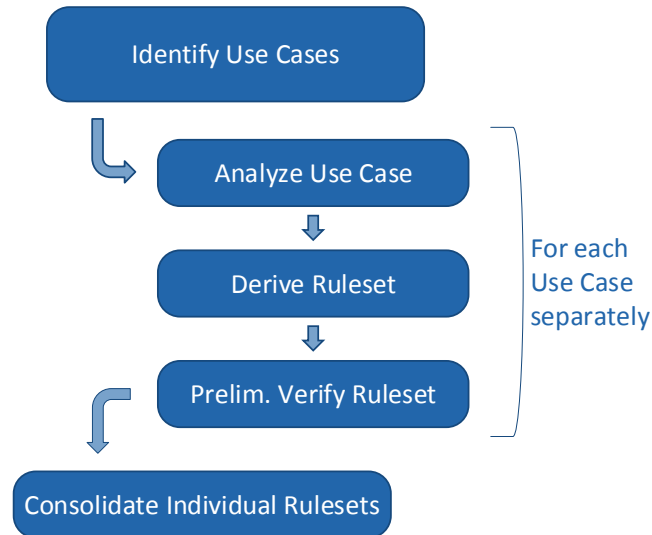 Identify Use Cases
Analyze Use Case
Derive Ruleset
Prelim. Verify Ruleset
For each
Use Case
separately
Consolidate Individual Rulesets